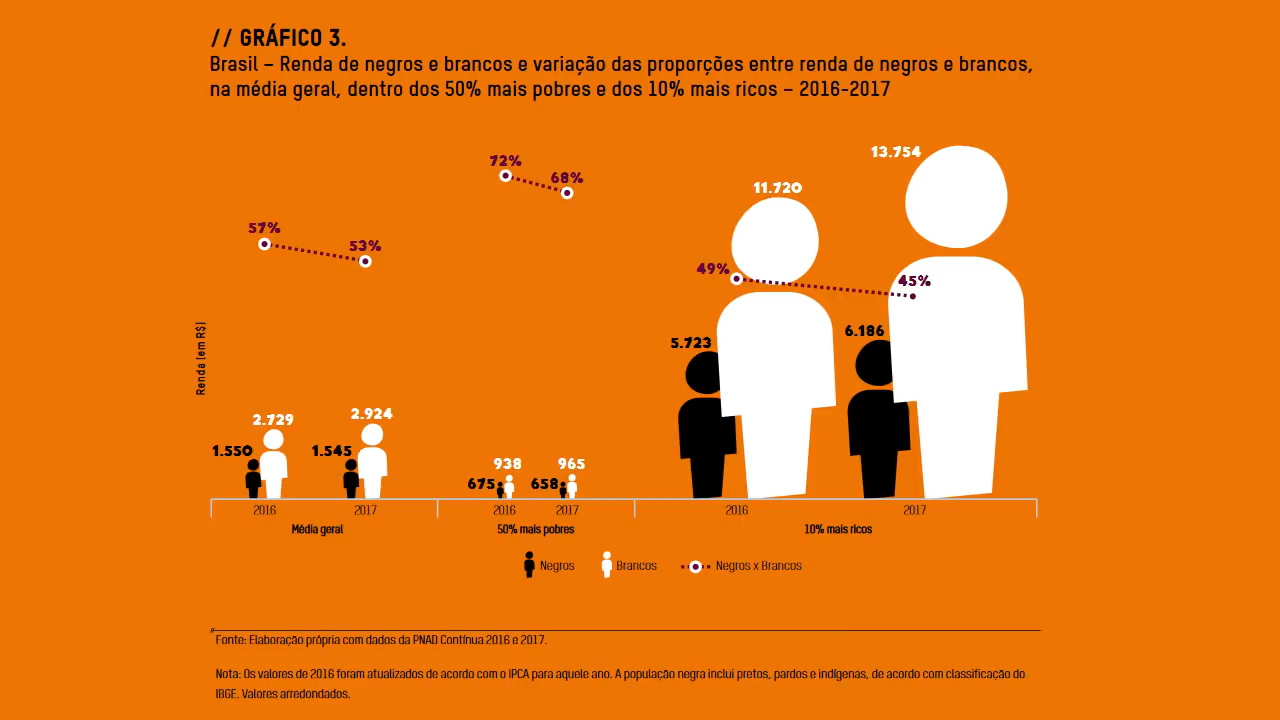 // GRÁFICO 3.
Brasil – Renda de negros e brancos e variação das proporções entre renda de negros e brancos,
na média geral, dentro dos 50% mais pobres e dos 10% mais ricos – 2016-2017
Renda [em R$]
57%
53%
1.550
2.729
1.545
2.924
2016
2017
Média geral
72%
68%
675
938
658
965
2016
2017
50% mais pobres
49%
45%
5.723
11.720
6.186
13.754
2016
2017
10% mais ricos
Negros
Brancos
Negros x Brancos
Fonte: Elaboração própria com dados da PNAD Contínua 2016 e 2017.
Nota: Os valores de 2016 foram atualizados de acordo com o IPCA para aquele ano. A população negra inclui pretos, pardos e indígenas, de acordo com classificação do
IBGE. Valores arredondados.